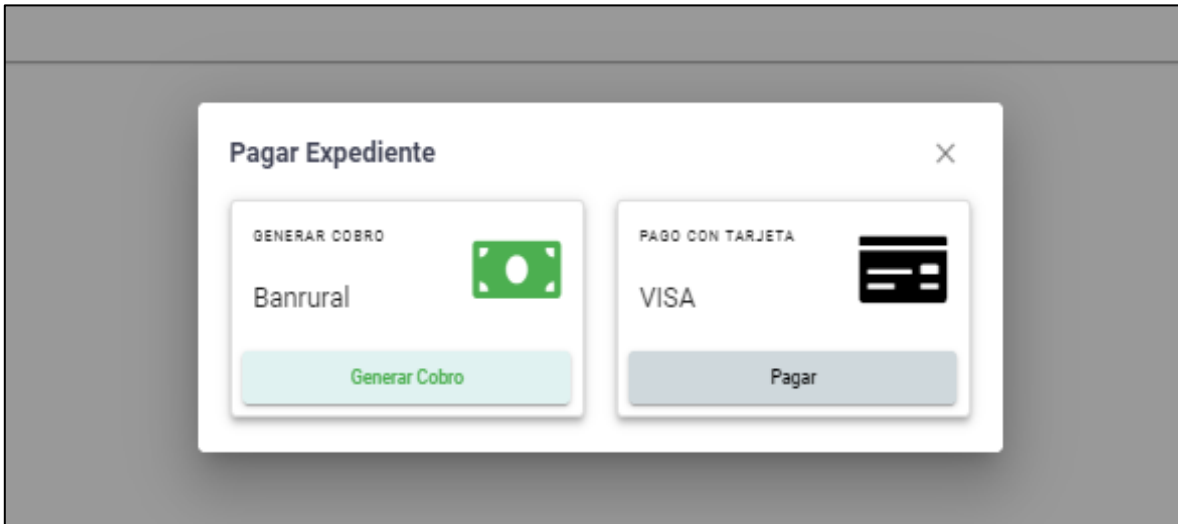 Pagar Expediente
GENERAR COBRO
Banrural
Generar Cobro
PAGO CON TARJETA
VISA
Pagar